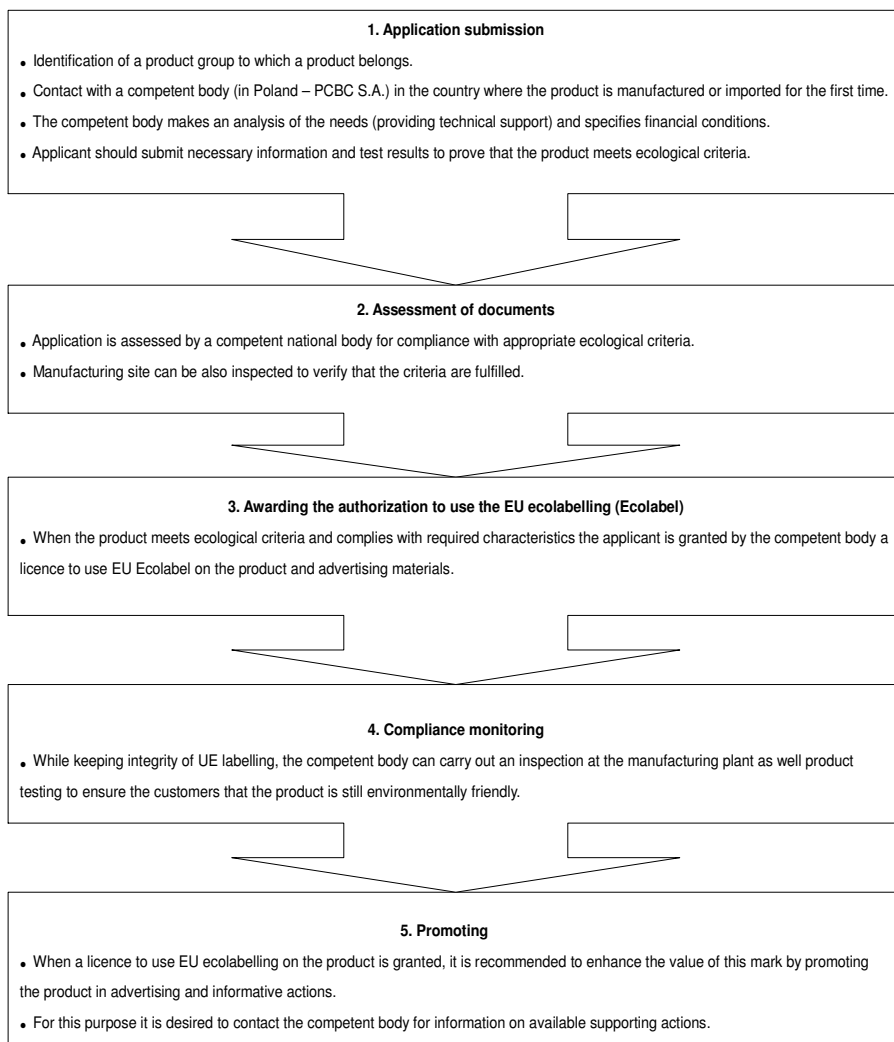 1. Application submission
• Identification of a product group to which a product belongs.
• Contact with a competent body (in Poland – PCBC S.A.) in the country where the product is manufactured or imported for the first time.
• The competent body makes an analysis of the needs (providing technical support) and specifies financial conditions.
• Applicant should submit necessary information and test results to prove that the product meets ecological criteria.
2. Assessment of documents
• Application is assessed by a competent national body for compliance with appropriate ecological criteria.
• Manufacturing site can be also inspected to verify that the criteria are fulfilled.
3. Awarding the authorization to use the EU ecolabelling (Ecolabel)
• When the product meets ecological criteria and complies with required characteristics the applicant is granted by the competent body a
licence to use EU Ecolabel on the product and advertising materials.
4. Compliance monitoring
• While keeping integrity of UE labelling, the competent body can carry out an inspection at the manufacturing plant as well product
testing to ensure the customers that the product is still environmentally friendly.
5. Promoting
• When a licence to use EU ecolabelling on the product is granted, it is recommended to enhance the value of this mark by promoting
the product in advertising and informative actions.
• For this purpose it is desired to contact the competent body for information on available supporting actions.